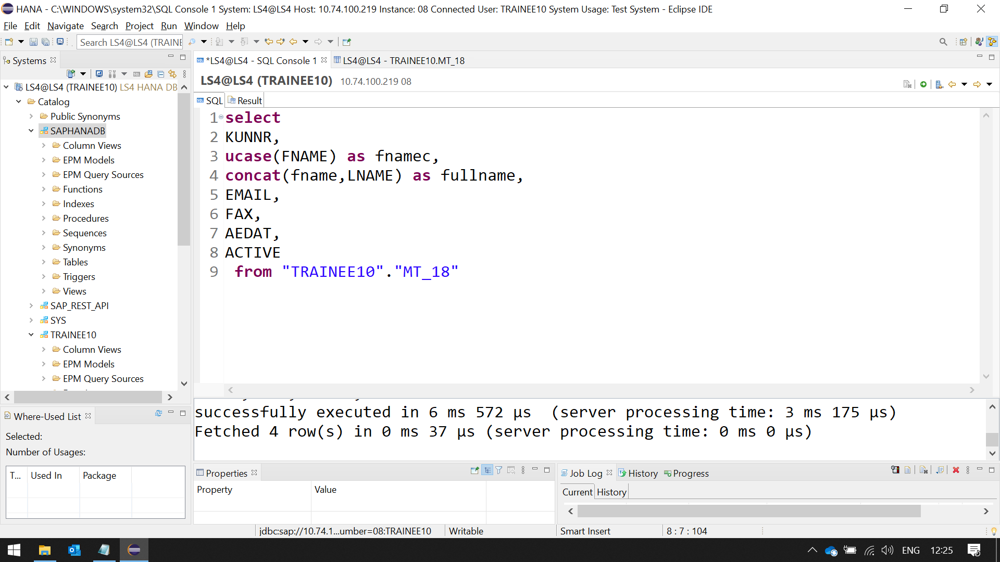 HANA - C:\WINDOWS\system32\SQL Console 1 System: LS4@LS4 Host: 10.74.100.219 Instance: 08 Connected User: TRAINEE10 System Usage: Test System - Eclipse IDE
File Edit Navigate Search Project Run Window Help
Search LS4@LS4 (TRAINE
Systems
LS4@LS4 (TRAINEE10) LS4 HANA DB
Catalog
Public Synonyms
SAPHANADB
Column Views
EPM Models
EPM Query Sources
Functions
Indexes
Procedures
Sequences
Synonyms
Tables
Triggers
Views
SAP_REST_API
SYS
TRAINEE10
Column Views
EPM Models
EPM Query Sources
*LS4@LS4 - SQL Console 1
LS4@LS4 - TRAINEE10.MT_18
LS4@LS4 (TRAINEE10) 10.74.100.219 08
SQL Result
1 select
2 KUNNR,
3 ucase(FNAME) as fnamec,
4 concat(fname,LNAME) as fullname,
5 EMAIL,
6 FAX,
7 AEDAT,
8 ACTIVE
9 from "TRAINEE10"."MT_18"
successfully executed in 6 ms 572 µs (server processing time: 3 ms 175 µs)
Fetched 4 row(s) in 0 ms 37 µs (server processing time: 0 ms 0 µs)
Where-Used List
Selected:
Number of Usages:
T... Used In Package
Properties
Property Value
Job Log History Progress
Current History
jdbc:sap://10.74.1...umber=08:TRAINEE10 Writable Smart Insert 8 : 7 : 104
ENG 12:25